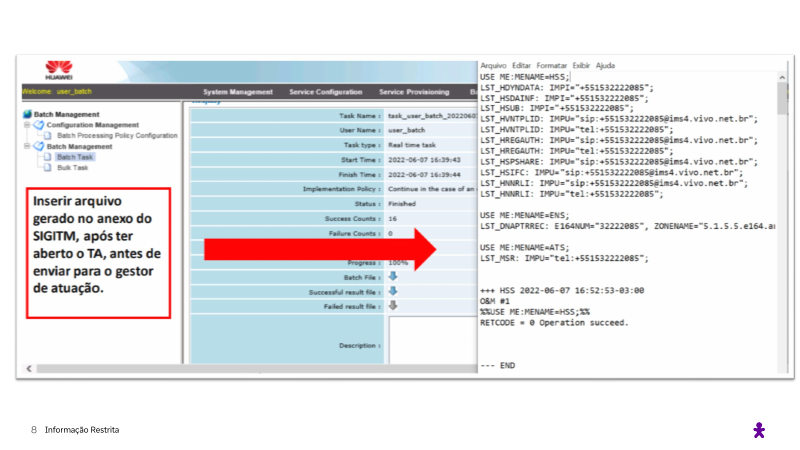 HUAWEI
Welcome: user_batch
System Management Service Configuration Service Provisioning
Batch Management
Configuration Management
Batch Processing Policy Configuration
Batch Management
Batch Task
Bulk Task
Inserir arquivo
gerado no anexo do
SIGITM, após ter
aberto o TA, antes de
enviar para o gestor
de atuação.
Task Name : task_user_batch_2022060
User Name : user_batch
Task type : Real time task
Start Time : 2022-06-07 16:39:43
Finish Time : 2022-06-07 16:39:44
Implementation Policy : Continue in the case of an
Status : Finished
Success Counts : 16
Failure Counts : 0
Progress : 100%
Batch File :
Successful result file :
Failed result file :
Description :
Arquivo Editar Formatar Exibir Ajuda
USE ME:MENAME=HSS;
LST_HDYNDATA: IMPI="+551532222085";
LST_HSDAINF: IMPI="+551532222085";
LST_HSUB: IMPI="+551532222085";
LST_HVNTPLID: IMPU="sip:+551532222085@ims4.vivo.net.br";
LST_HVNTPLID: IMPU="tel:+551532222085";
LST_HREGAUTH: IMPU="sip:+551532222085@ims4.vivo.net.br";
LST_HREGAUTH: IMPU="tel:+551532222085";
LST_HSPSHARE: IMPU="sip:+551532222085@ims4.vivo.net.br";
LST_HSIFC: IMPU="sip:+551532222085@ims4.vivo.net.br";
LST_HNNRLI: IMPU="sip:+551532222085@ims4.vivo.net.br";
LST_HNNRLI: IMPU="tel:+551532222085";
USE ME:MENAME=ENS;
LST_DNAPTRREC: E164NUM="32222085", ZONENAME="5.1.5.5.e164.ar
USE ME:MENAME=ATS;
LST_MSR: IMPU="tel:+551532222085";
+++ HSS 2022-06-07 16:52:53-03:00
O&M #1
%%USE ME:MENAME=HSS;%%
RETCODE = 0 Operation succeed.
--- END
8 Informação Restrita